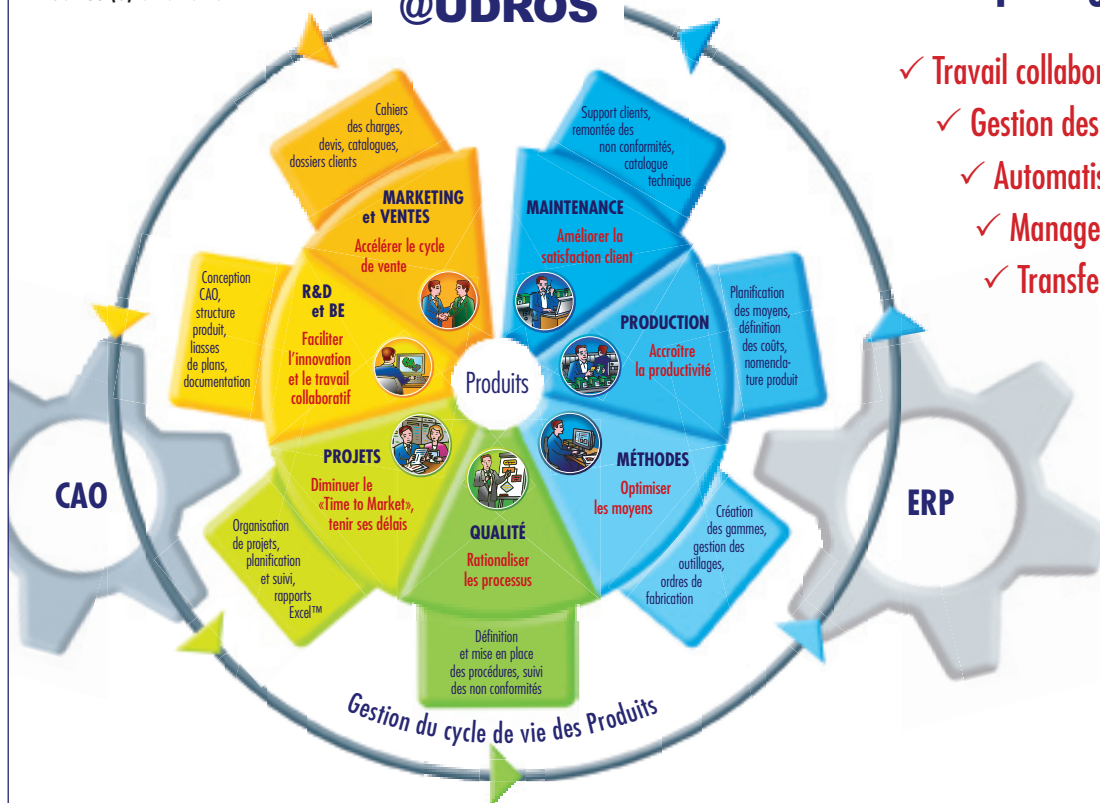 @UDROS
✓ Travail
✓ Gestion des
✓
✓
✓
Cahiers
des charges,
devis, catalogues,
dossiers clients
MARKETING
et VENTES
Accélérer le cycle
de vente
Support clients,
remontée des
non conformités,
catalogue
technique
MAINTENANCE
Améliorer la
satisfaction client
Conception
CAO,
structure
produit,
liasses
de plans,
documentation
R&D
et BE
Faciliter
l'innovation
et le travail
collaboratif
Produits
PRODUCTION
Accroître
la productivité
Planification
des moyens,
définition
des coûts,
nomencla-
ture produit
CAO
PROJETS
Diminuer le
«Time to Market»,
tenir ses délais
Organisation
de projets,
planification
et suivi,
rapports
Excel™
QUALITÉ
Rationaliser
les processus
Définition
et mise en place
des procédures, suivi
des non conformités
MÉTHODES
Optimiser
les moyens
Création
des gammes,
gestion des
outillages,
ordres de
fabrication
ERP
Gestion du cycle de vie des Produits